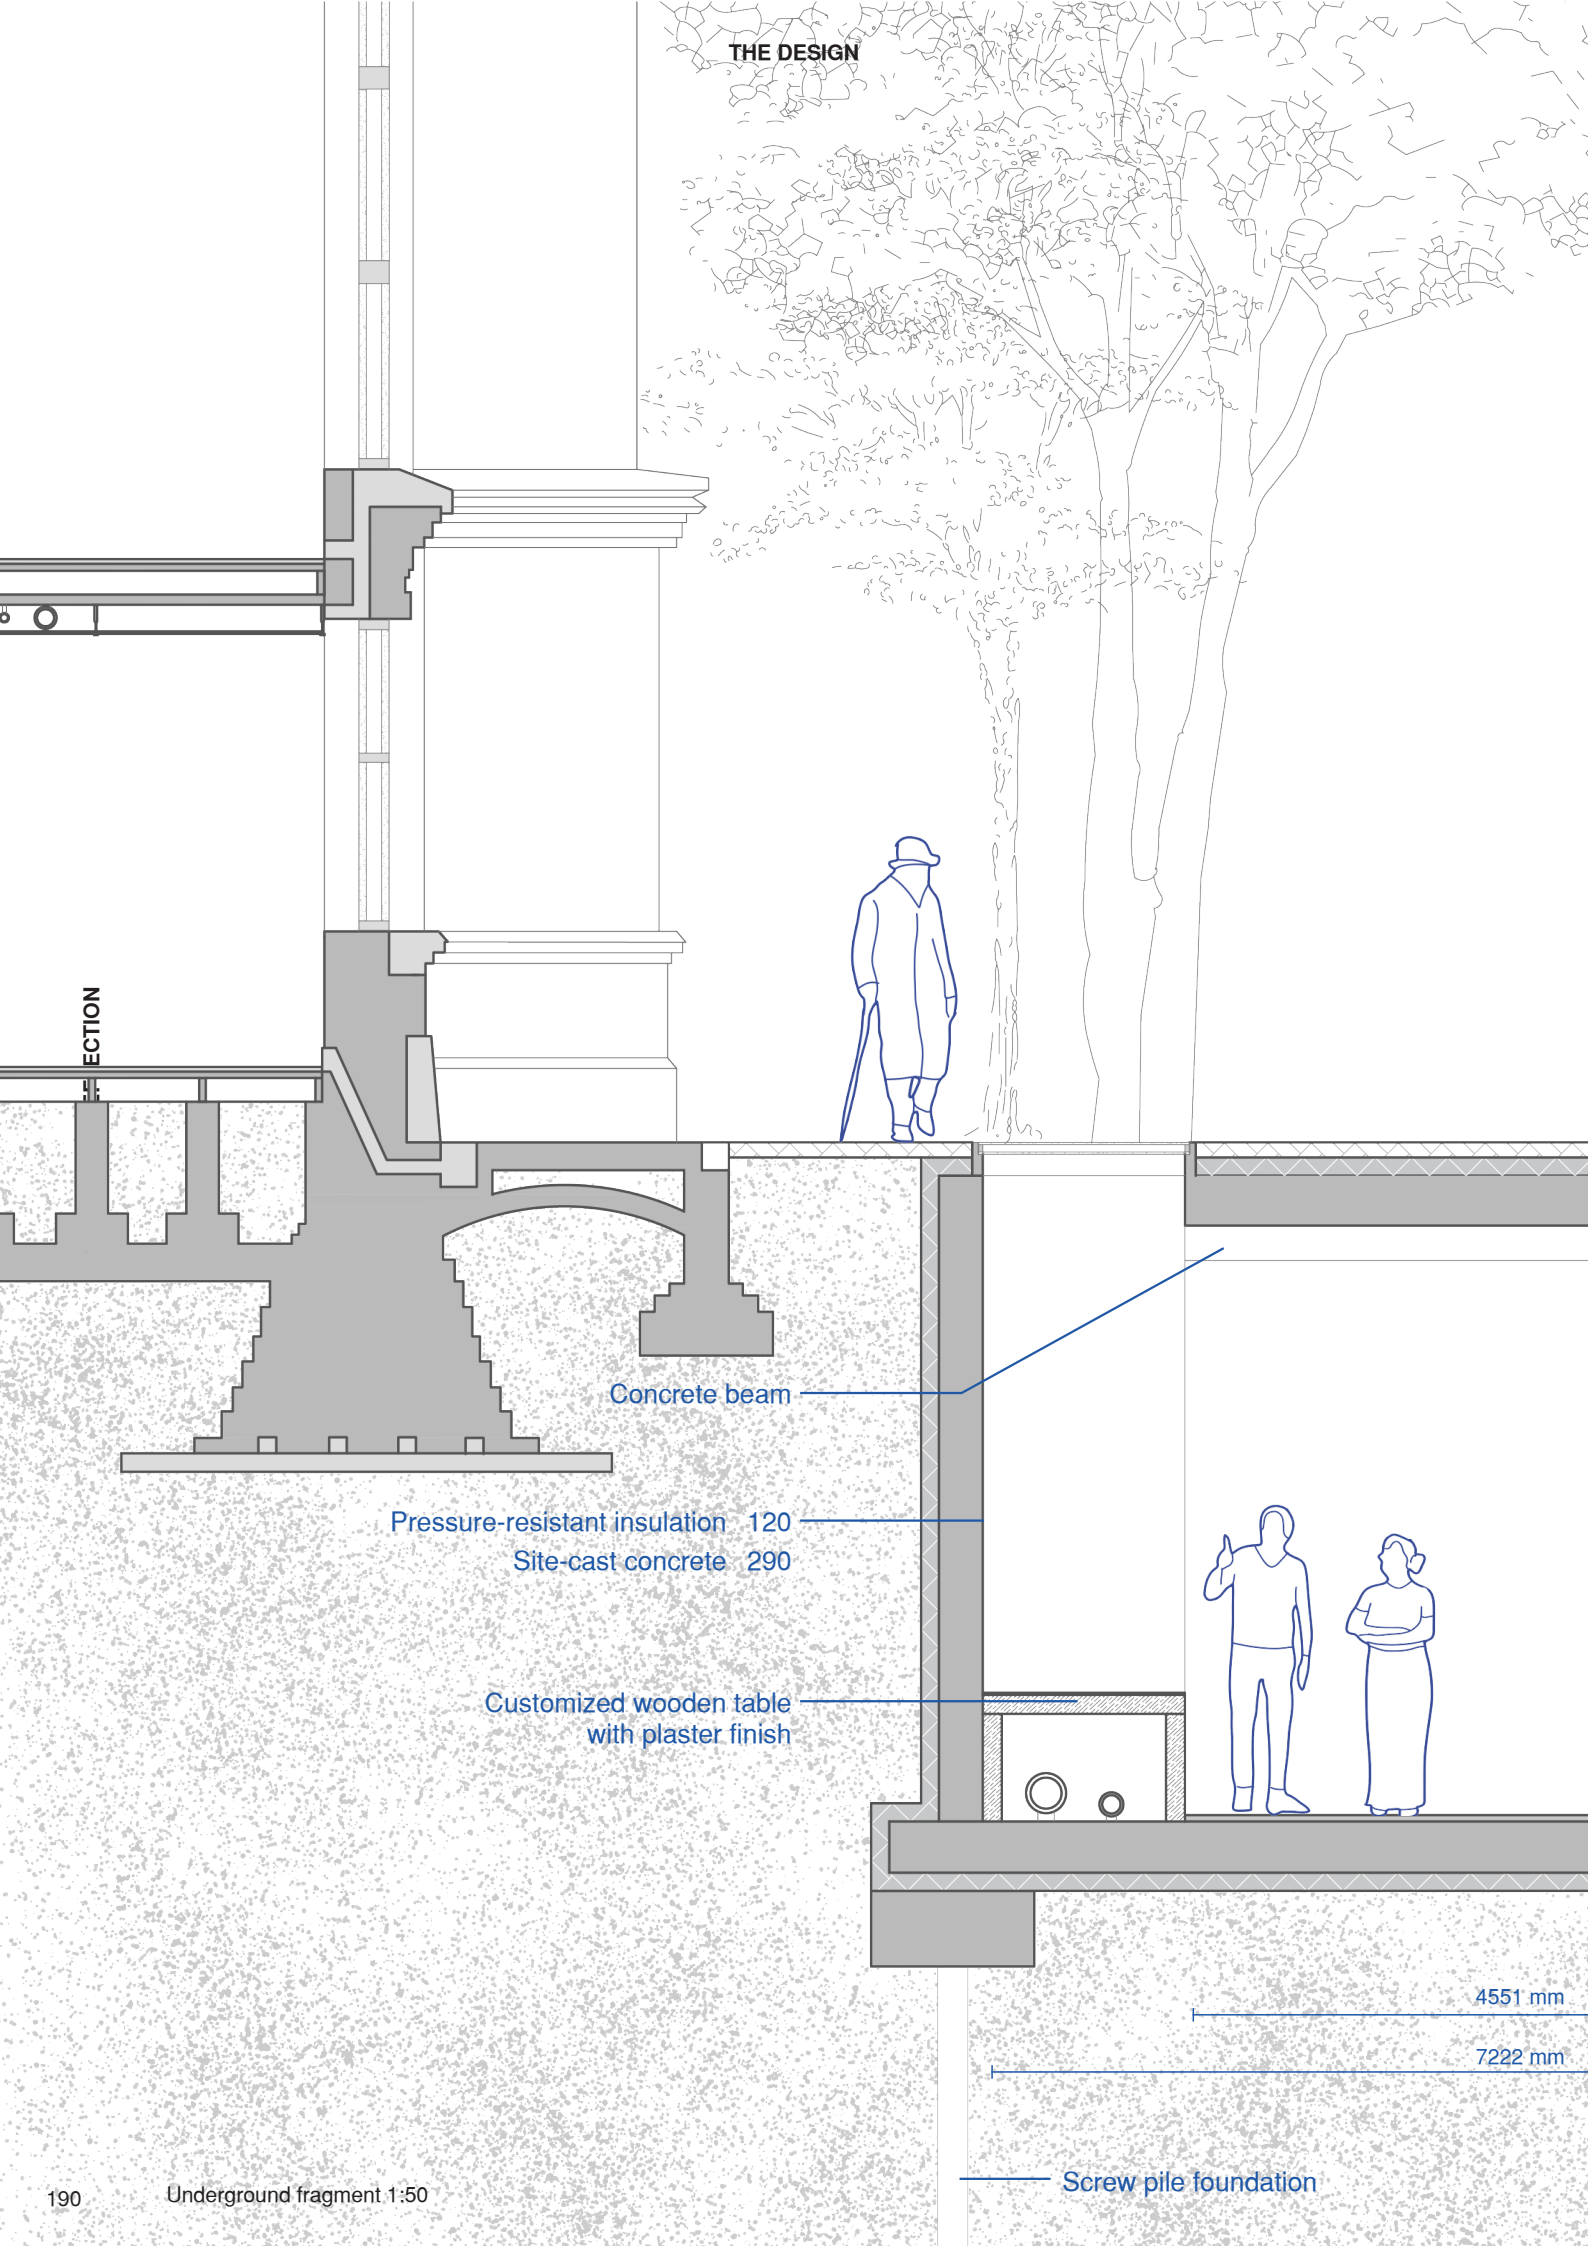 THE DESIGN
ECTION
Concrete beam
Pressure-resistant insulation 120
Site-cast concrete 290
Customized wooden table
with plaster finish
4551 mm
7222 mm
Screw pile foundation
190
Underground fragment 1:50